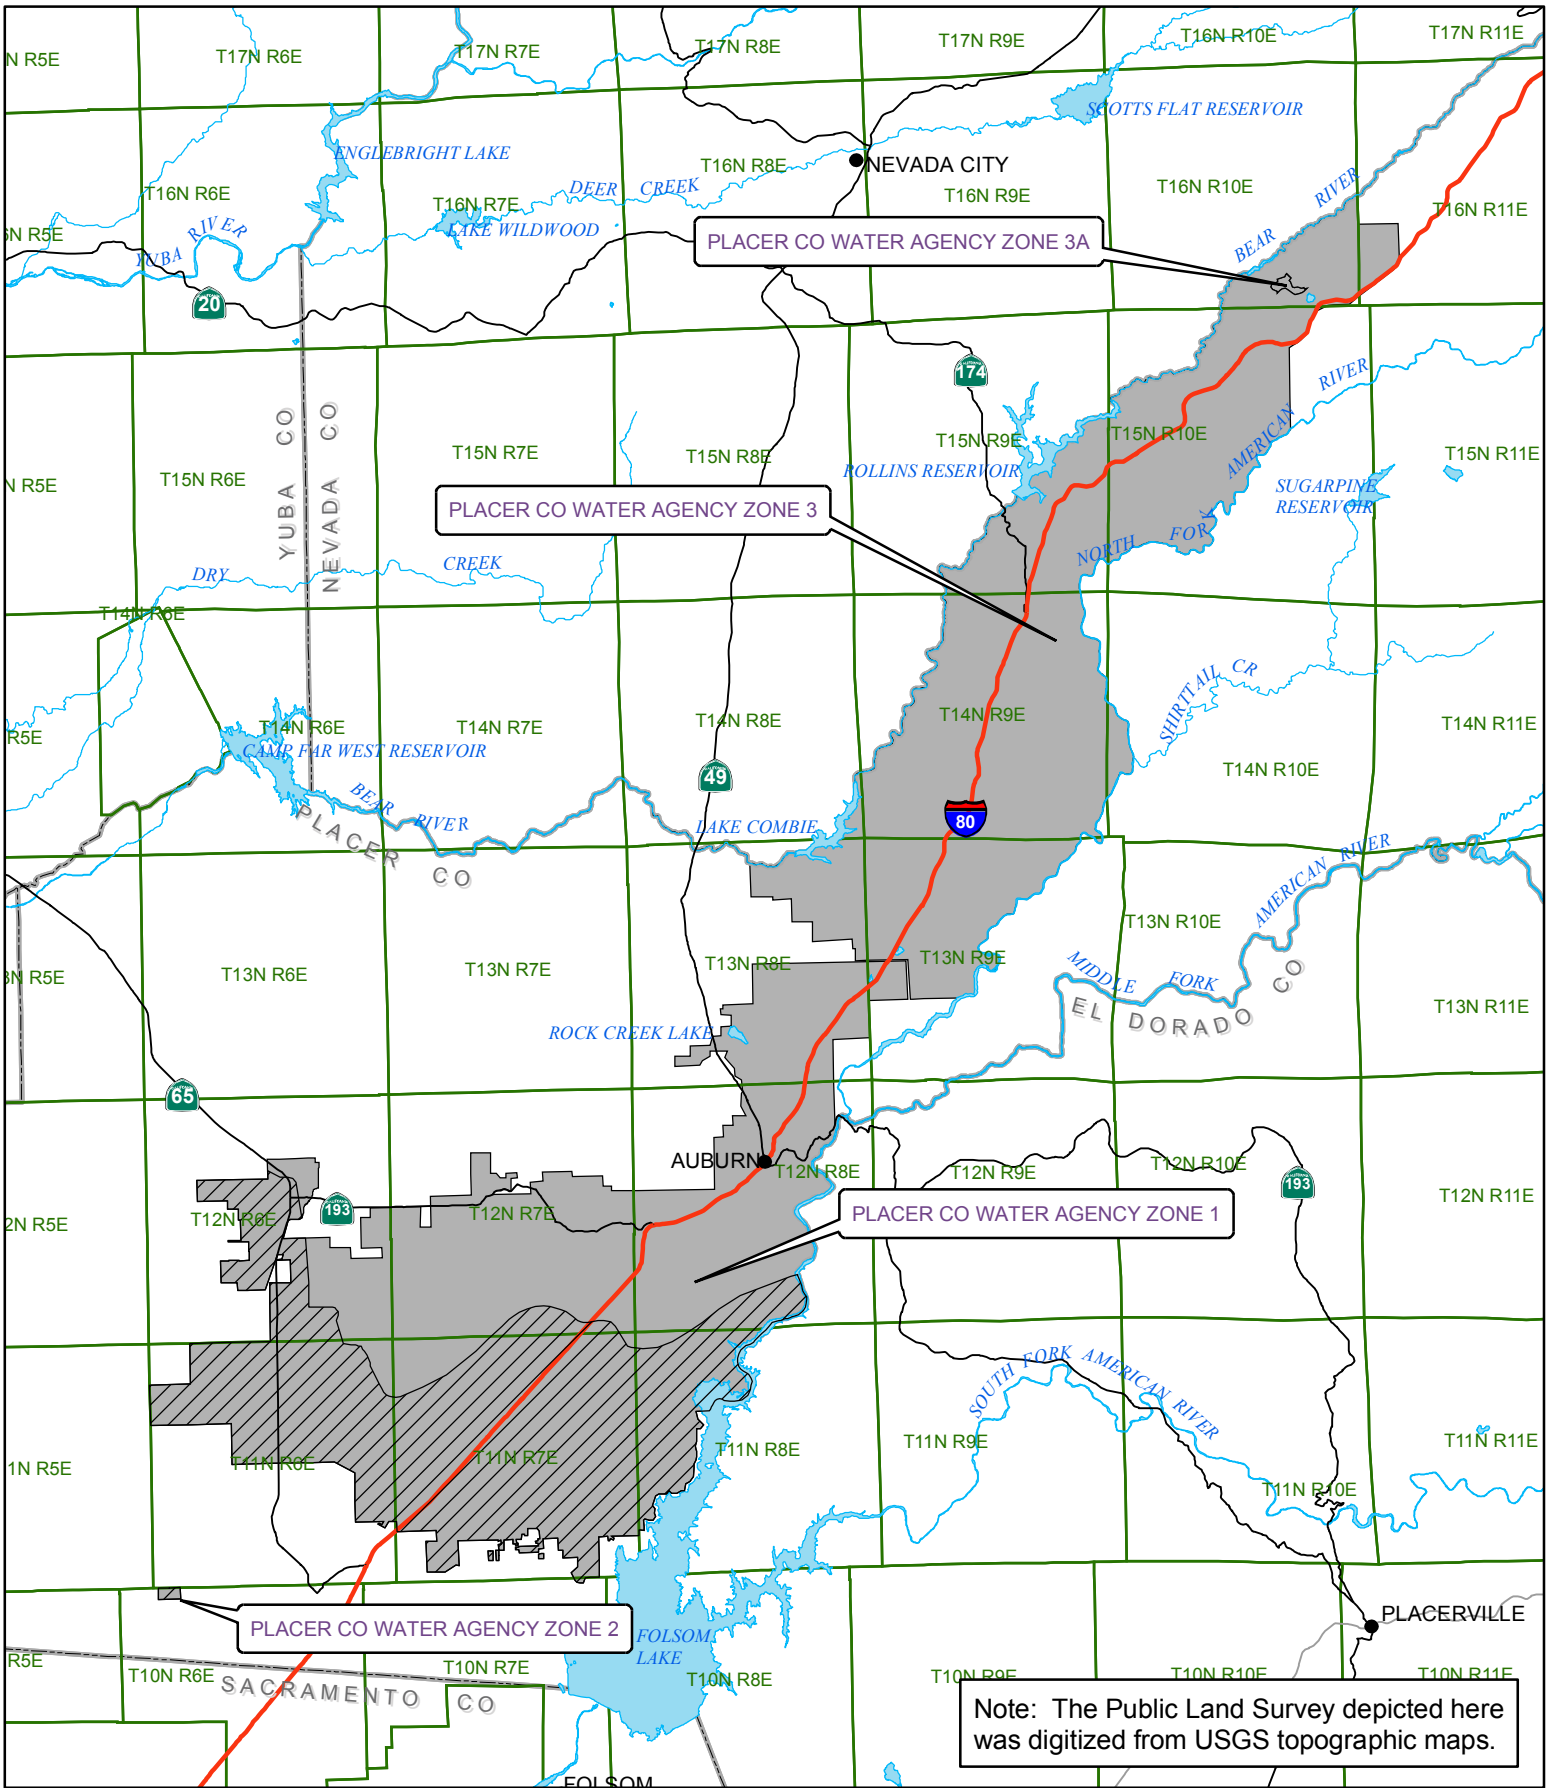 T17N R6E
T17N R7E
T17N R8E
T17N R9E
T16N R10E
T17N R11E
N R5E
SCOTTS FLAT RESERVOIR
ENGLEBRIGHT LAKE
T16N R8E
NEVADA CITY
T16N R6E
T16N R7E
DEER CREEK
T16N R9E
T16N R10E
RIVER
T16N R11E
LAKE WILDWOOD
YUBA RIVER
PLACER CO WATER AGENCY ZONE 3A
BEAR
20
174
RIVER
YUBA CO
NEVADA CO
T15N R6E
T15N R7E
T15N R8E
T15N R9E
T15N R10E
T15N R11E
N R5E
ROLLINS RESERVOIR
AMERICAN
SUGARPINE
RESERVOIR
PLACER CO WATER AGENCY ZONE 3
NORTH FORK
DRY CREEK
T14N R6E
SHIRTTAIL CR
R5E
T14N R6E
T14N R7E
T14N R8E
T14N R9E
T14N R11E
CAMP FAR WEST RESERVOIR
T14N R10E
49
BEAR RIVER
LAKE COMBIE
80
PLACER CO
AMERICAN RIVER
T13N R10E
T13N R6E
T13N R7E
T13N R8E
T13N R9E
MIDDLE FORK
EL DORADO CO
T13N R11E
ROCK CREEK LAKE
65
AUBURN
T12N R8E
T12N R9E
T12N R10E
193
T12N R11E
T12N R6E
193
T12N R7E
PLACER CO WATER AGENCY ZONE 1
2N R5E
SOUTH FORK AMERICAN RIVER
1N R5E
T11N R6E
T11N R7E
T11N R8E
T11N R9E
T11N R10E
T11N R11E
PLACER CO WATER AGENCY ZONE 2
FOLSOM
LAKE
PLACERVILLE
R5E
T10N R6E
T10N R7E
T10N R8E
T10N R9E
T10N R10E
T10N R11E
SACRAMENTO CO
Note: The Public Land Survey depicted here
was digitized from USGS topographic maps.
FOLSOM